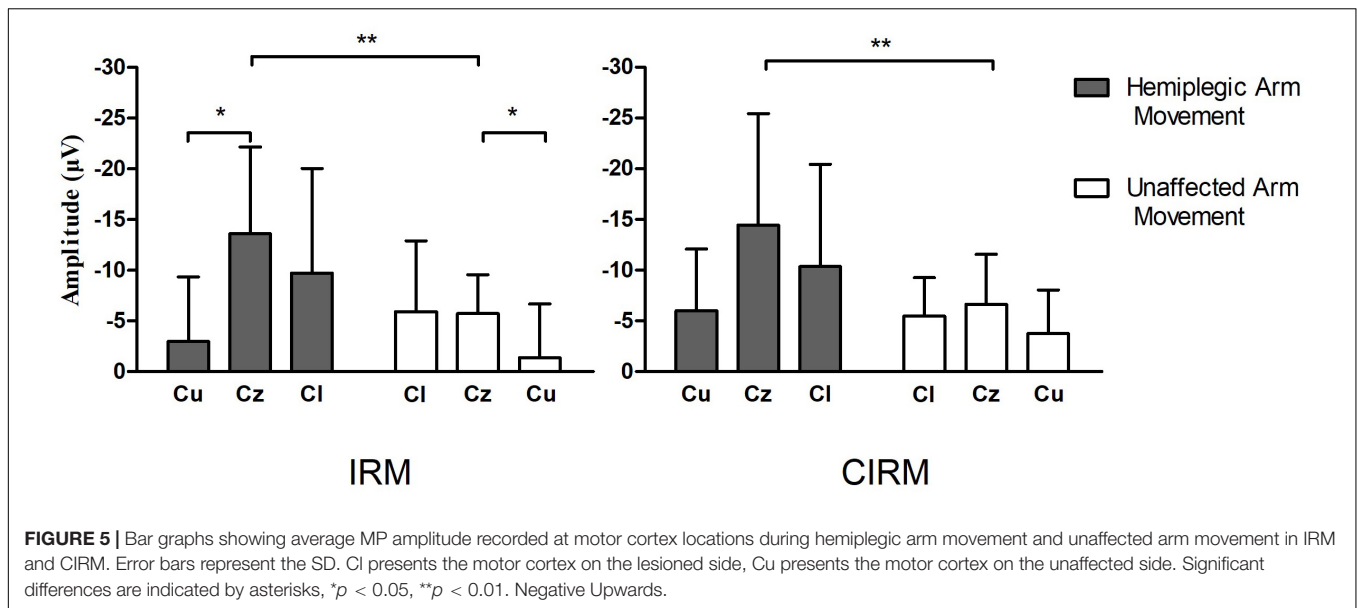 **
**
-30
-30
Hemiplegic Arm
Movement
-25
*
*
-25
Amplitude (µV)
-20
-20
Unaffected Arm
Movement
-15
-15
-10
-10
-5
-5
0
0
Cu Cz Cl Cl Cz Cu
Cu Cz Cl Cl Cz Cu
IRM
CIRM
FIGURE 5 | Bar graphs showing average MP amplitude recorded at motor cortex locations during hemiplegic arm movement and unaffected arm movement in IRM
and CIRM. Error bars represent the SD. Cl presents the motor cortex on the lesioned side, Cu presents the motor cortex on the unaffected side. Significant
differences are indicated by asterisks, *p < 0.05, **p < 0.01. Negative Upwards.